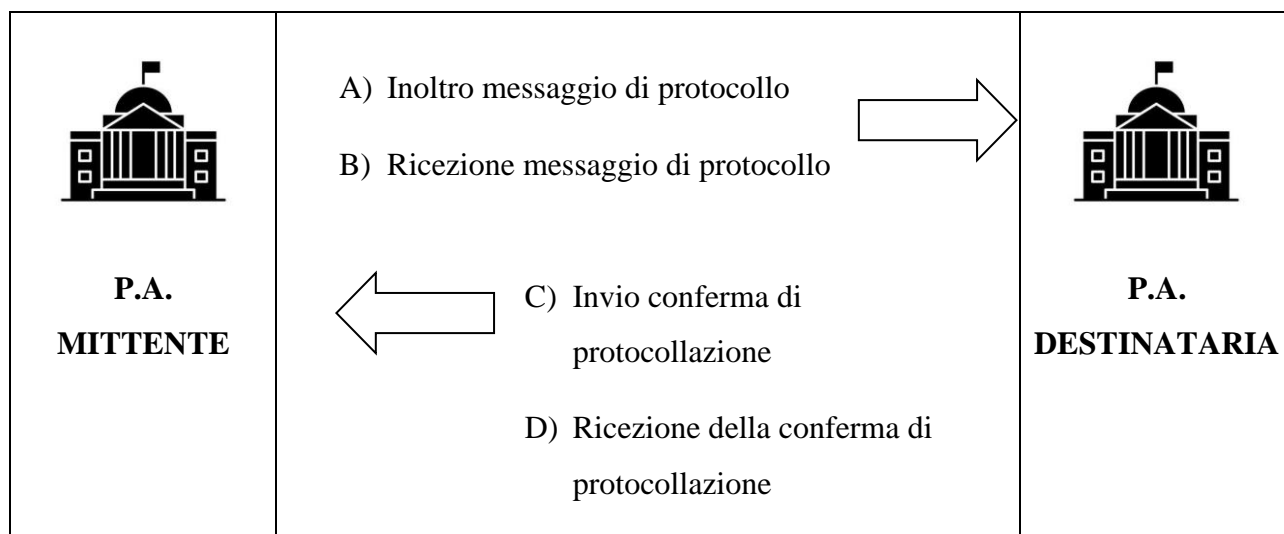 A) Inoltro messaggio di protocollo
B) Ricezione messaggio di protocollo
P.A.
MITTENTE
C) Invio conferma di
protocollazione
D) Ricezione della conferma di
protocollazione
P.A.
DESTINATARIA